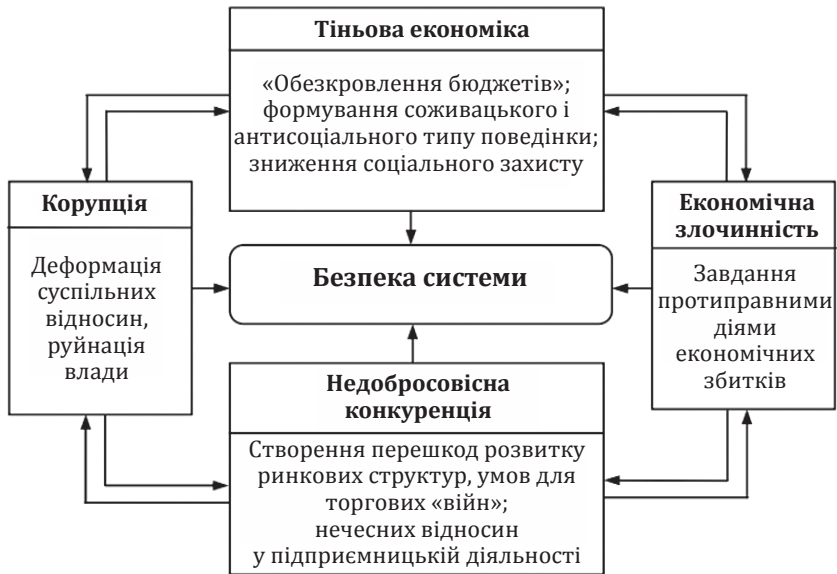 Тіньова економіка
«Обезкровлення бюджетів»;
формування соживацького і
антисоціального типу поведінки;
зниження соціального захисту
Корупція
Деформація
суспільних
відносин,
руйнація
влади
Безпека системи
Економічна
злочинність
Завдання
протиправними
діями
економічних
збитків
Недобросовісна
конкуренція
Створення перешкод розвитку
ринкових структур, умов для
торгових «війн»;
нечесних відносин
у підприємницькій діяльності